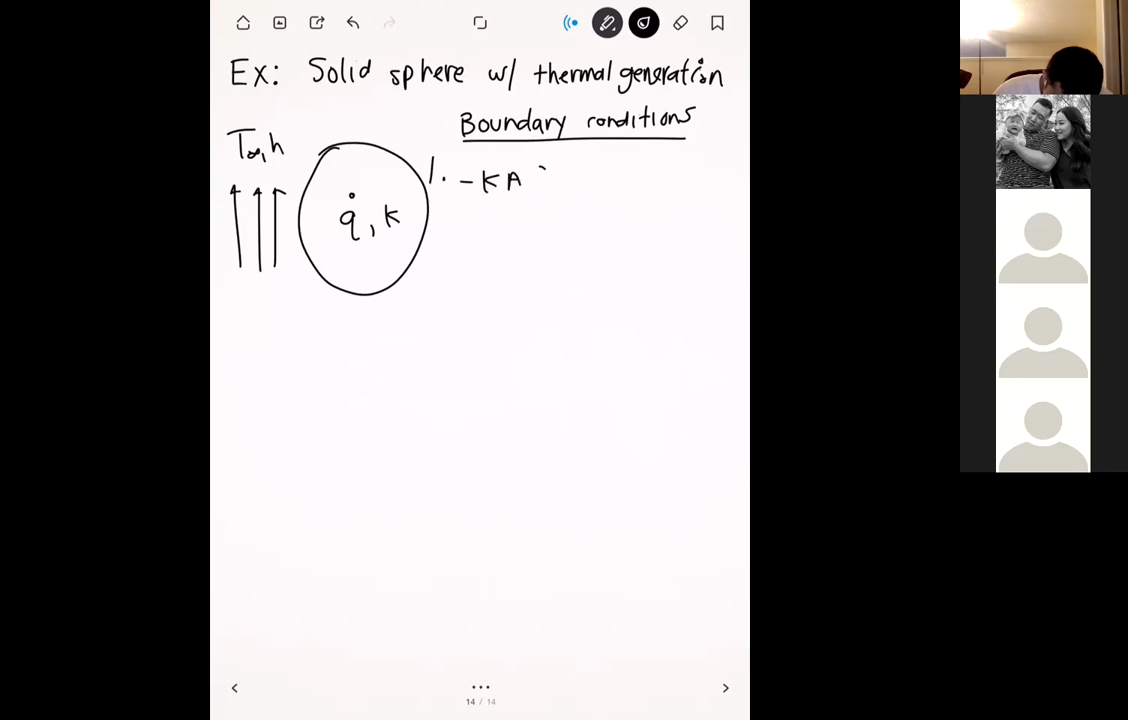 Ex: Solid sphere w/ thermal generation
Boundary conditions
T∞, h
1. -KA
q̇, k
14 / 14